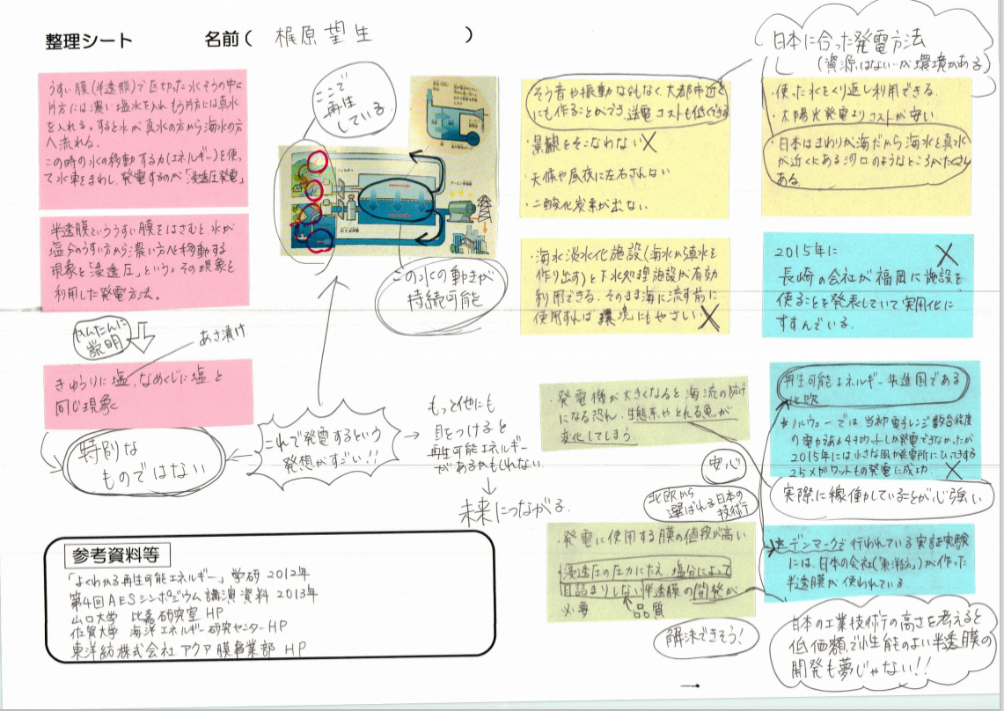 整理シート 名前( 梶原望生 )
うすい膜(半透膜)で区切られた水そうの中に
片方には濃い塩水を入れ、もう片方には真水
を入れる。すると水が真水の方から海水の方
へ流れる。
この時の水の移動する力(エネルギー)を使っ
て水車をまわし、発電するのが「浸透圧発電」
半透膜といううすい膜をはさむと水が
塩分のうすい方から濃い方へ移動する
現象を「浸透圧」という。その現象を
利用した発電方法。
かんたんに
説明
あさ漬け
きゅうりに塩、なめくじに塩と
同じ現象
特別な
ものではない
ここで
再生
している。
この水の動きが
持続可能
これで発電するという
発想がすごい!!
もっと他にも
目をつけると
再生可能エネルギー
があるかもしれない
未来につながる。
日本に合った発電方法
(資源はないが環境がある)
そう音や振動がなく大都市近く
にも作ることができ送電コストも低くできる
・景観をそこなわない
・天候や昼夜に左右されない
・二酸化炭素が出ない
・使った水をくり返し利用できる。
・太陽光発電よりコストが安い
・日本はまわりが海だから海水と真水
が近くにある河口のようなところがたくさん
ある
・海水淡水化施設(海水から真水を
作り出す)と下水処理施設が有効
利用できる。そのまま海に流す前に
使用すれば環境にもやさしい
2015年に
長崎の会社が福岡に施設を
使ることを発表していて実用化に
すすんでいる。
・発電機が大きくなると海流の妨げ
になる恐れ。生態系やとれる魚が
変化してしまう
再生可能エネルギー先進国である
北欧
ノルウェーでは、当初電子レンジ数台程度
の電力である4キロワットしか発電できなかったが
2015年には小さな風力発電所にひってきする
25メガワットもの発電に成功
実際に稼働していることが心強い
安心
北欧から
選ばれる日本の
技術
・発電に使用する膜の値段が高い
浸透圧の圧力にたえ、塩分によって
目詰まりしない半透膜の開発が
必要
品質
解決できそう!
デンマークで行われている実証実験
には、日本の会社(「東洋紡」)が作った
半透膜が使われている
日本の工業技術の高さを考えると
低価額で性能のよい半透膜の
開発も夢じゃない!!
参考資料等
「よくわかる再生可能エネルギー」学研 2012年
第4回AESシンポジウム講演資料 2013年
山口大学 比嘉研究室 HP
佐賀大学 海洋エネルギー研究センターHP
東洋紡株式会社アクア膜事業部 HP